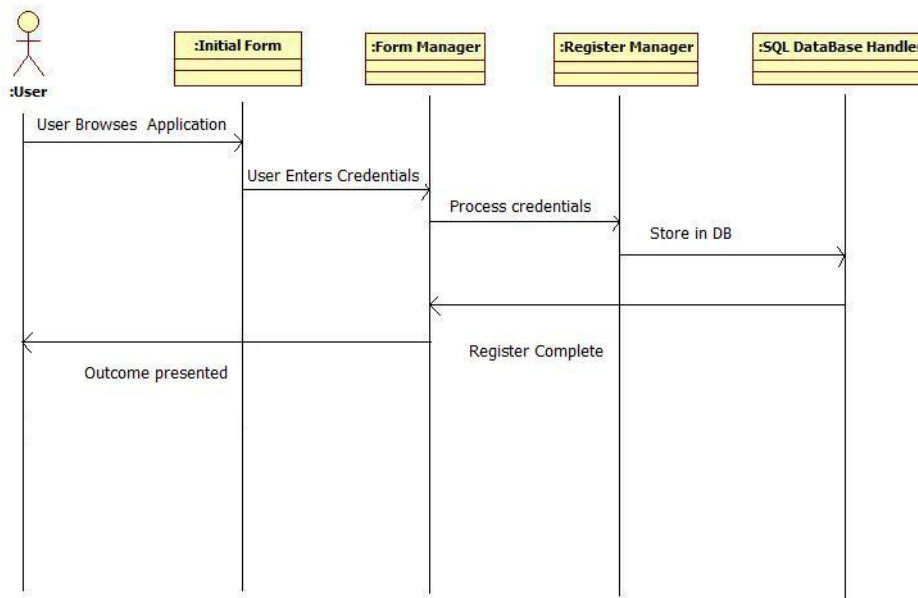 :User
:Initial Form
:Form Manager
:Register Manager
:SQL DataBase Handler
User Browses Application
User Enters Credentials
Process credentials
Store in DB
Register Complete
Outcome presented